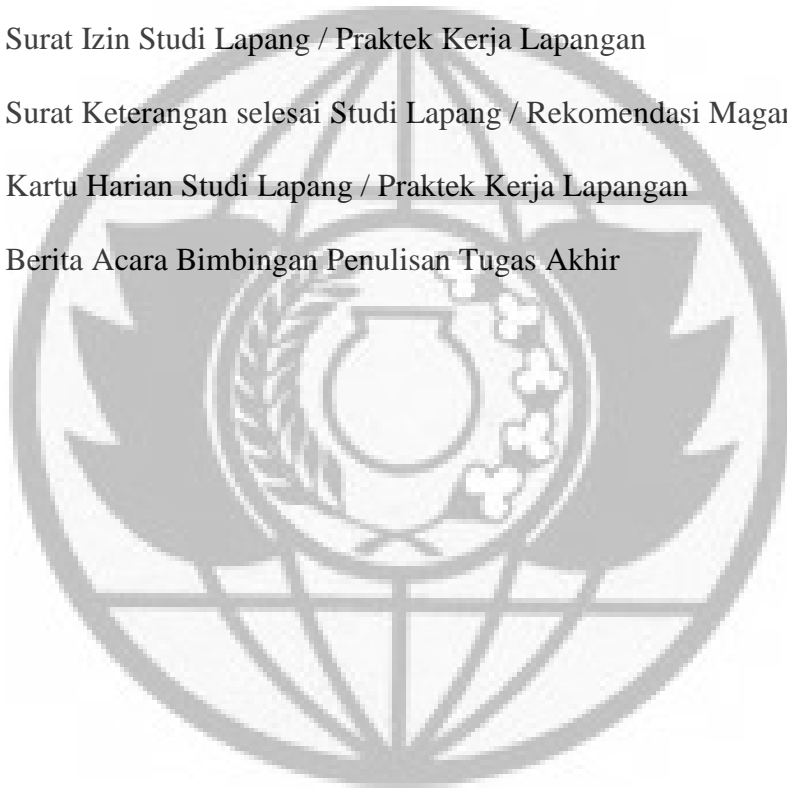 Surat Izin Studi Lapang / Praktek Kerja Lapangan
Surat Keterangan selesai Studi Lapang / Rekomendasi Magan
Kartu Harian Studi Lapang / Praktek Kerja Lapangan
Berita Acara Bimbingan Penulisan Tugas Akhir